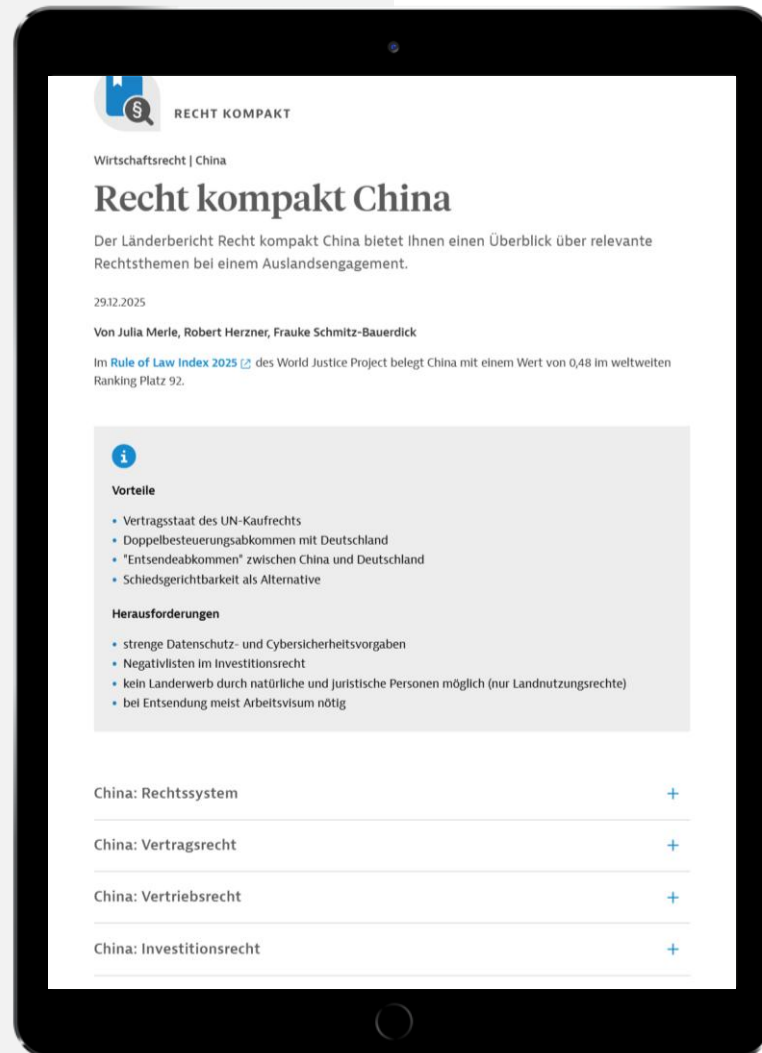 §
RECHT KOMPAKT
Wirtschaftsrecht | China
Recht kompakt China
Der Länderbericht Recht kompakt China bietet Ihnen einen Überblick über relevante
Rechtsthemen bei einem Auslandsengagement.
29.12.2025
Von Julia Merle, Robert Herzner, Frauke Schmitz-Bauerdick
Im Rule of Law Index 2025 des World Justice Project belegt China mit einem Wert von 0,48 im weltweiten
Ranking Platz 92.
i
Vorteile
• Vertragsstaat des UN-Kaufrechts
• Doppelbesteuerungsabkommen mit Deutschland
• "Entsendeabkommen" zwischen China und Deutschland
• Schiedsgerichtbarkeit als Alternative
Herausforderungen
• strenge Datenschutz- und Cybersicherheitsvorgaben
• Negativlisten im Investitionsrecht
• kein Landerwerb durch natürliche und juristische Personen möglich (nur Landnutzungsrechte)
• bei Entsendung meist Arbeitsvisum nötig
China: Rechtssystem +
China: Vertragsrecht +
China: Vertriebsrecht +
China: Investitionsrecht +